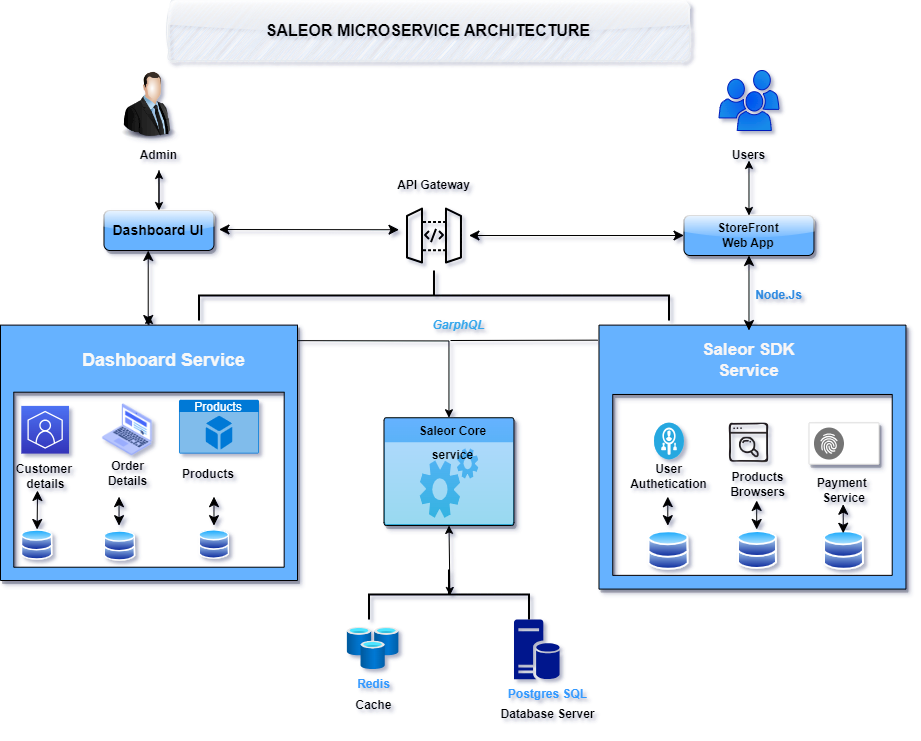 SALEOR MICROSERVICE ARCHITECTURE
Admin
Users
API Gateway
Dashboard UI
</>
StoreFront
Web App
Node.Js
GarphQL
Dashboard Service
Saleor SDK
Service
Products
Customer
details
Order
Details
Products
Saleor Core
service
User
Authetication
Products
Browsers
Payment
Service
Redis
Cache
Postgres SQL
Database Server